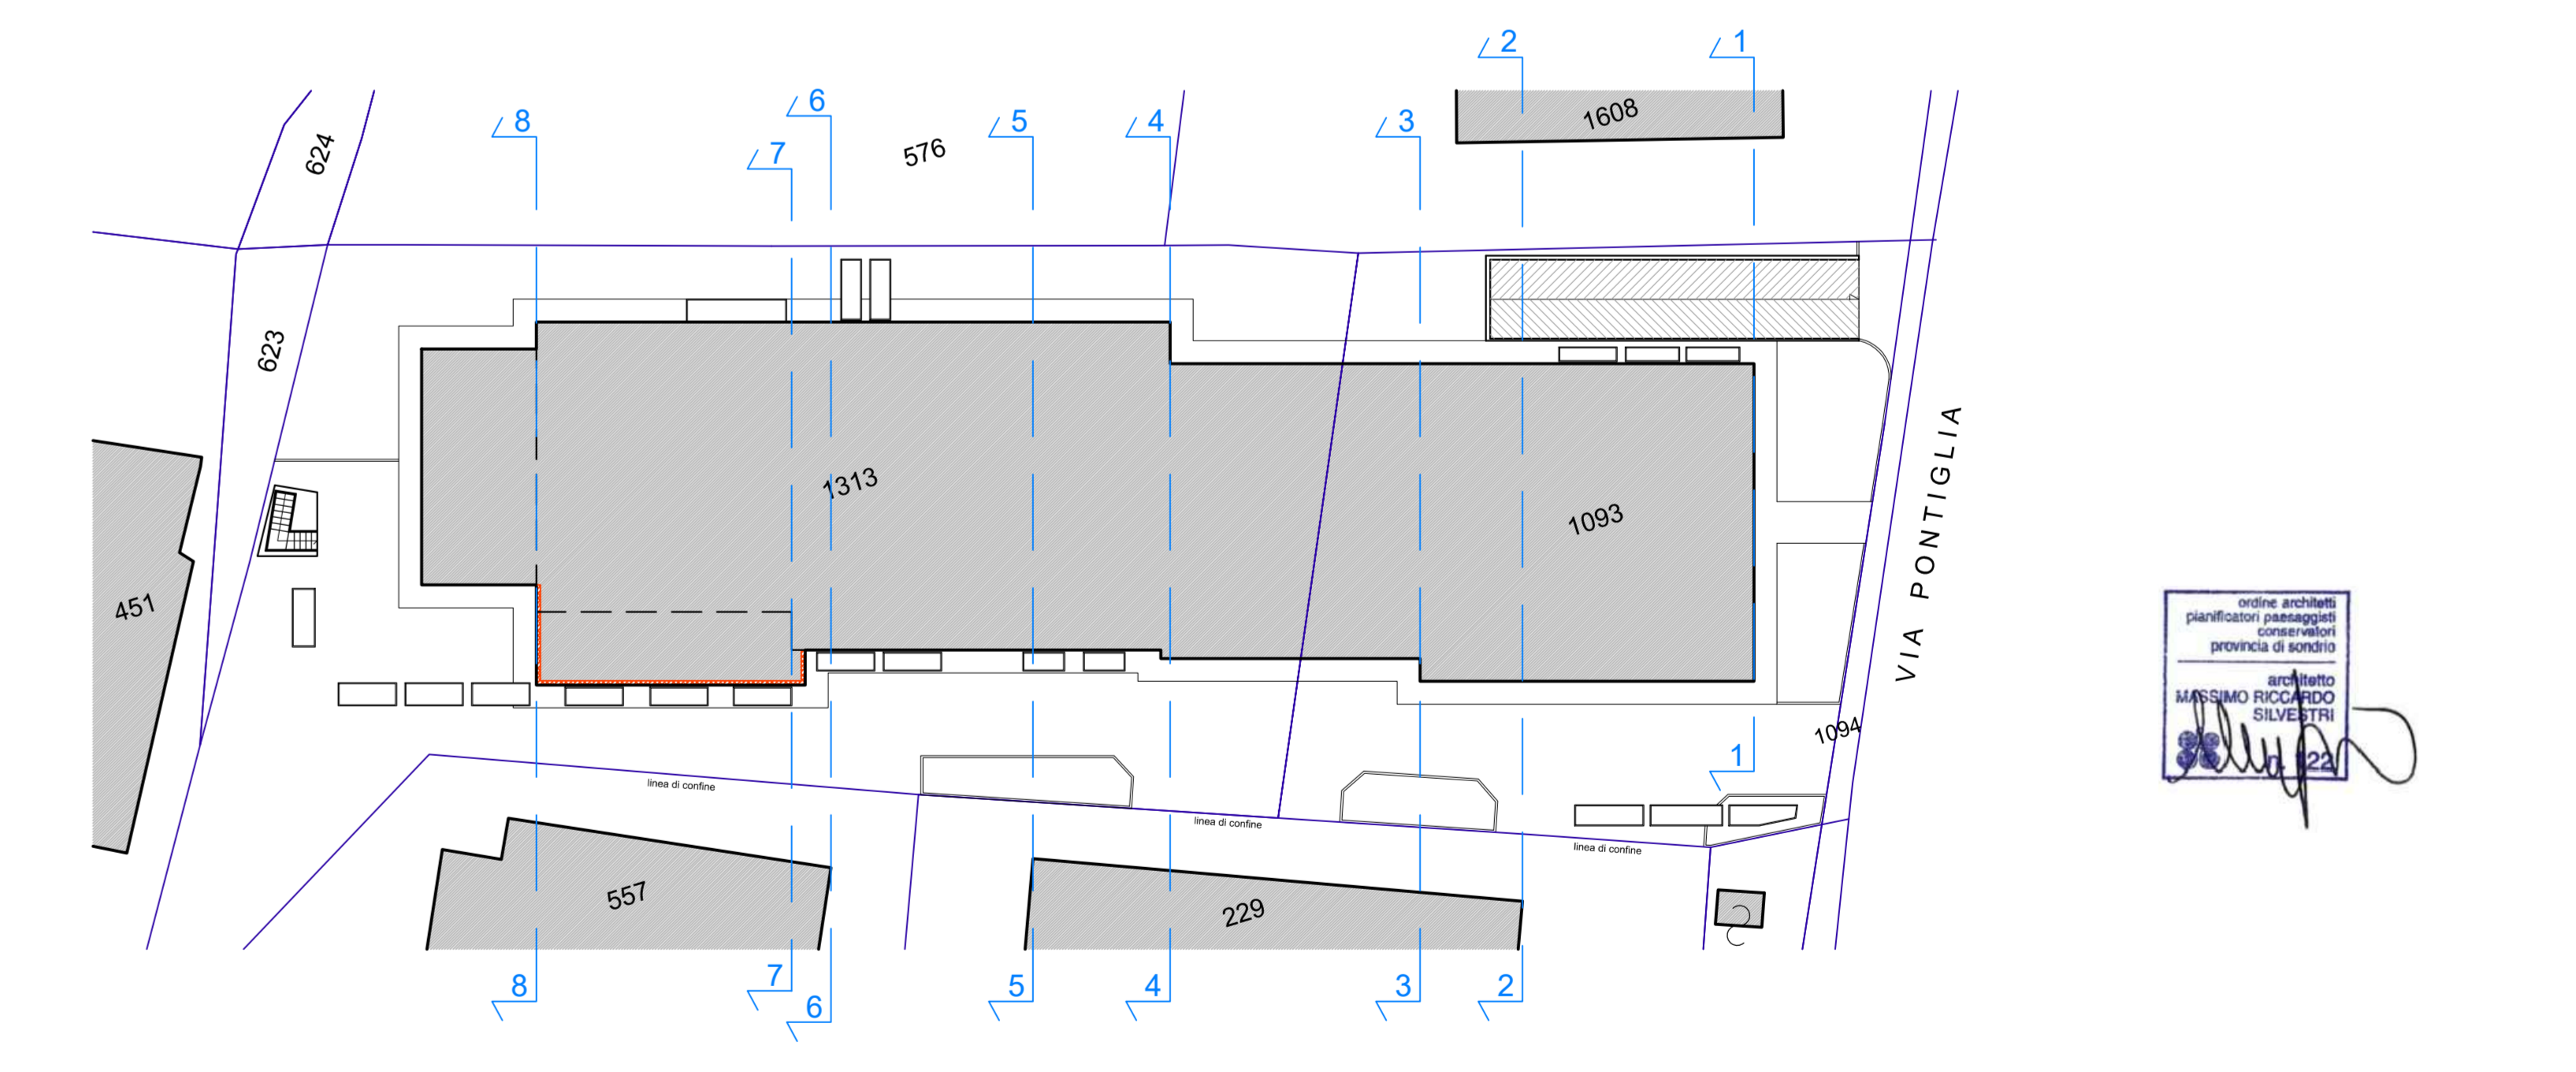 2
1
6
8
5
4
3
7
1608
624
576
623
1313
1093
451
VIA PONTIGLIA
ordine architetti
pianificatori paesaggisti
conservatori
provincia di sondrio
architetto
MASSIMO RICCARDO
SILVESTRI
122
1094
1
linea di confine
linea di confine
linea di confine
557
229
8
7
6
5
4
3
2